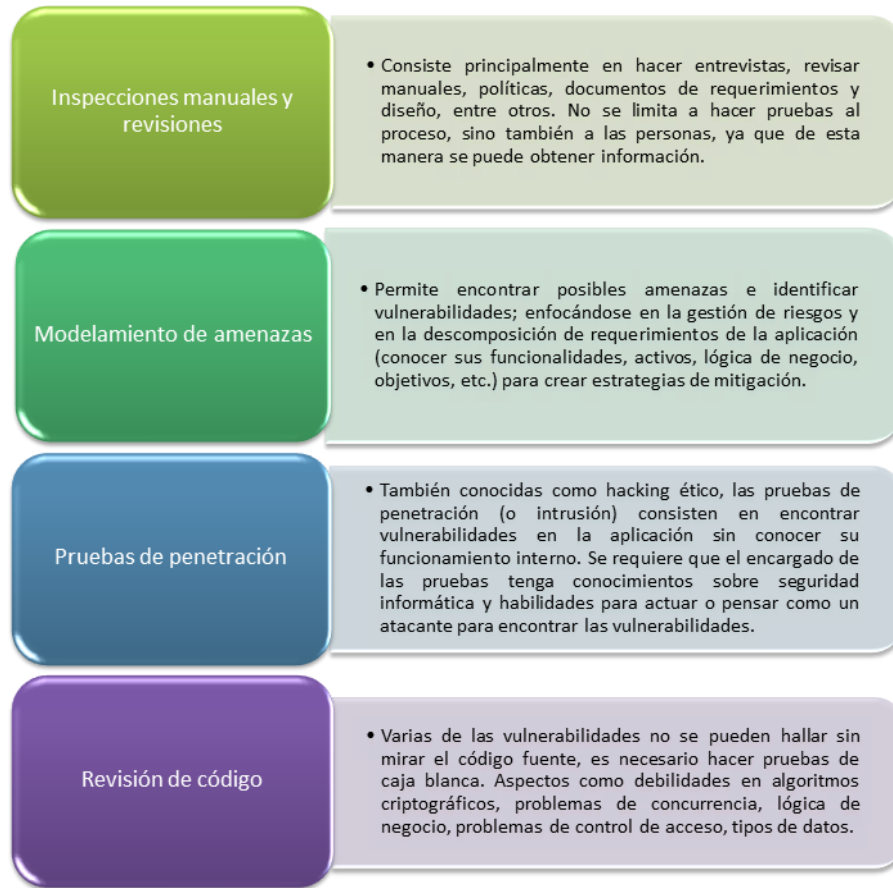 Inspecciones manuales y
revisiones
• Consiste principalmente en hacer entrevistas, revisar
manuales, políticas, documentos de requerimientos y
diseño, entre otros. No se limita a hacer pruebas al
proceso, sino también a las personas, ya que de esta
manera se puede obtener información.
Modelamiento de amenazas
• Permite encontrar posibles amenazas e identificar
vulnerabilidades; enfocándose en la gestión de riesgos y
en la descomposición de requerimientos de la aplicación
(conocer sus funcionalidades, activos, lógica de negocio,
objetivos, etc.) para crear estrategias de mitigación.
Pruebas de penetración
• También conocidas como hacking ético, las pruebas de
penetración (o intrusión) consisten en encontrar
vulnerabilidades en la aplicación sin conocer su
funcionamiento interno. Se requiere que el encargado de
las pruebas tenga conocimientos sobre seguridad
informática y habilidades para actuar o pensar como un
atacante para encontrar las vulnerabilidades.
Revisión de código
• Varias de las vulnerabilidades no se pueden hallar sin
mirar el código fuente, es necesario hacer pruebas de
caja blanca. Aspectos como debilidades en algoritmos
criptográficos, problemas de concurrencia, lógica de
negocio, problemas de control de acceso, tipos de datos.